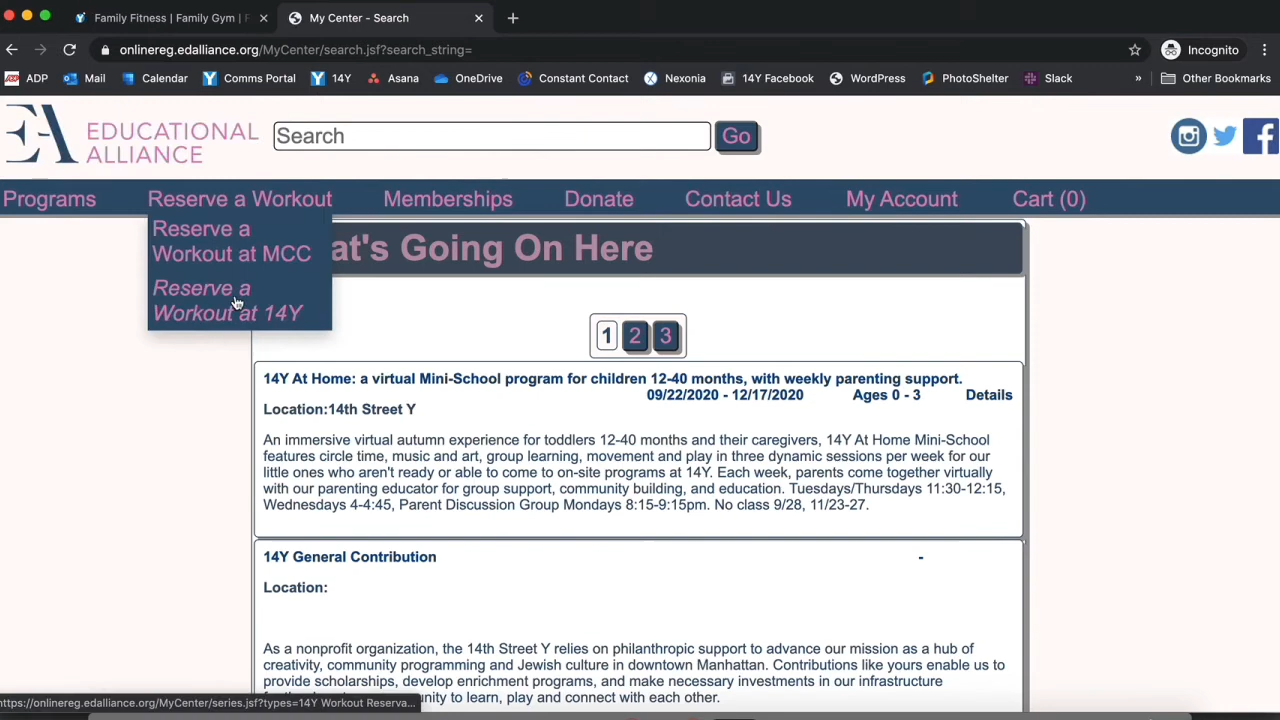 Family Fitness | Family Gym | F
My Center - Search
onlinereg.edalliance.org/MyCenter/search.jsf?search_string=
Incognito
ADP
Mail
Calendar
Comms Portal
14Y
Asana
OneDrive
Constant Contact
Nexonia
14Y Facebook
WordPress
PhotoShelter
Slack
»
Other Bookmarks
EA EDUCATIONAL
ALLIANCE
Search
Go
Programs
Reserve a Workout
Memberships
Donate
Contact Us
My Account
Cart (0)
Reserve a
Workout at MCC
Reserve a
Workout at 14Y
at's Going On Here
1 2 3
14Y At Home: a virtual Mini-School program for children 12-40 months, with weekly parenting support.
09/22/2020 - 12/17/2020 Ages 0 - 3 Details
Location:14th Street Y
An immersive virtual autumn experience for toddlers 12-40 months and their caregivers, 14Y At Home Mini-School
features circle time, music and art, group learning, movement and play in three dynamic sessions per week for our
little ones who aren't ready or able to come to on-site programs at 14Y. Each week, parents come together virtually
with our parenting educator for group support, community building, and education. Tuesdays/Thursdays 11:30-12:15,
Wednesdays 4-4:45, Parent Discussion Group Mondays 8:15-9:15pm. No class 9/28, 11/23-27.
14Y General Contribution -
Location:
As a nonprofit organization, the 14th Street Y relies on philanthropic support to advance our mission as a hub of
creativity, community programming and Jewish culture in downtown Manhattan. Contributions like yours enable us to
provide scholarships, develop enrichment programs, and make necessary investments in our infrastructure
unity to learn, play and connect with each other.
https://onlinereg.edalliance.org/MyCenter/series.jsf?types=14Y Workout Reserva...